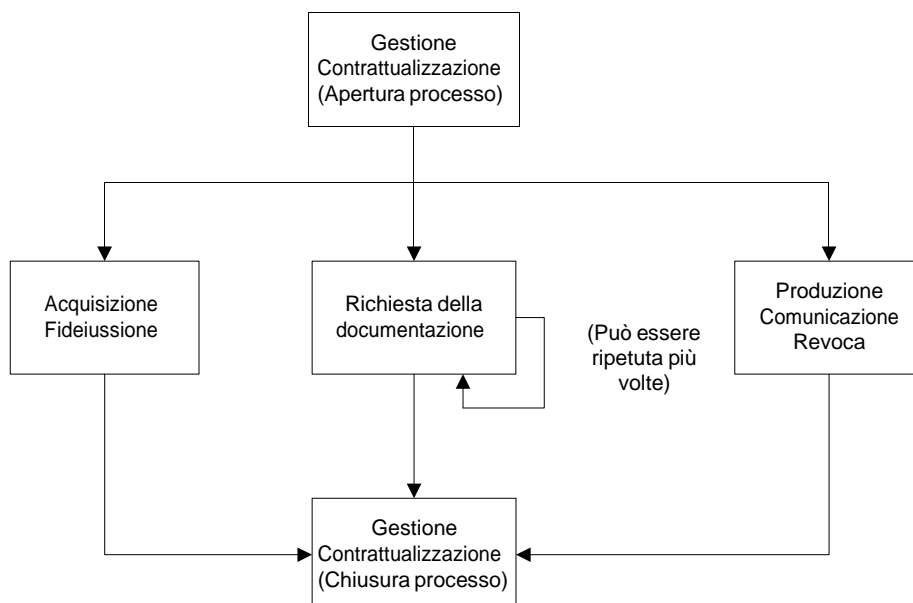 Gestione
Contrattualizzazione
(Apertura processo)
Acquisizione
Fideiussione
Richiesta della
documentazione
(Può essere
ripetuta più
volte)
Produzione
Comunicazione
Revoca
Gestione
Contrattualizzazione
(Chiusura processo)